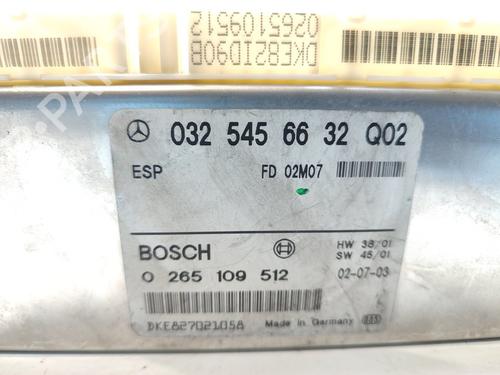 DKE82ID90B
0265109512
032 545 66 32 Q02
ESP FD 02M07
BOSCH
HW 38/01
SW 45/01
0 265 109 512 02-07-03
DKE827021058 Made in Germany